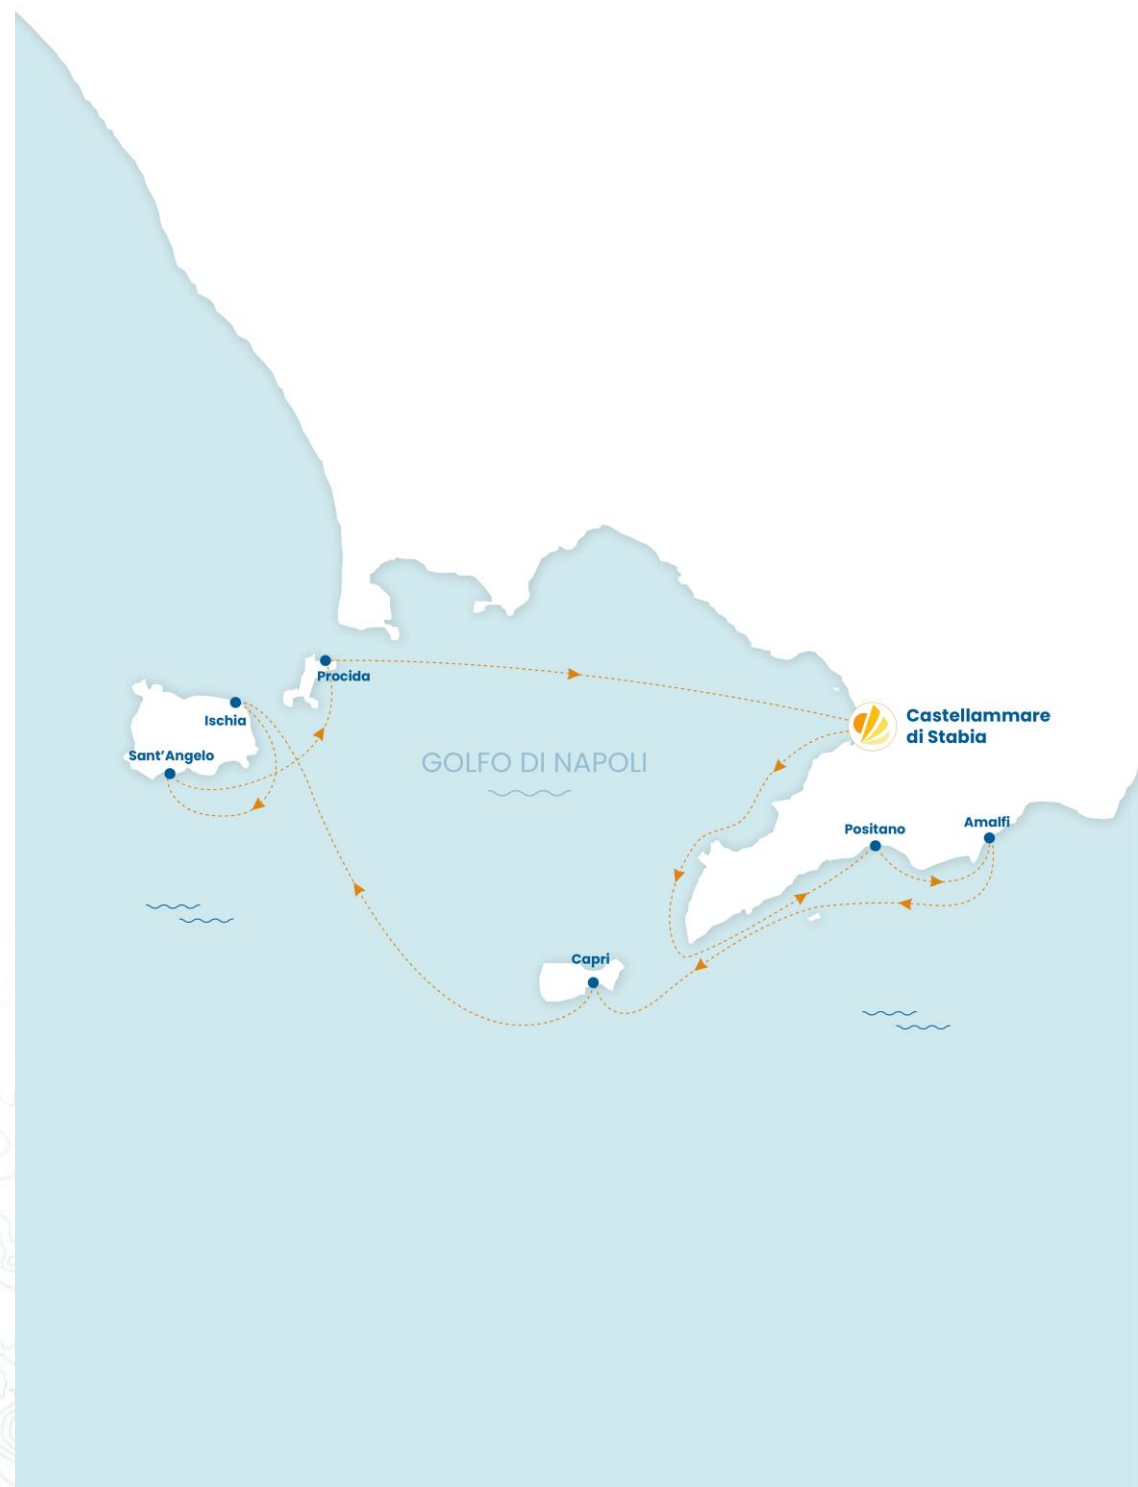 Procida
Ischia
Sant’Angelo
GOLFO DI NAPOLI
Castellammare
di Stabia
Positano
Amalfi
Capri